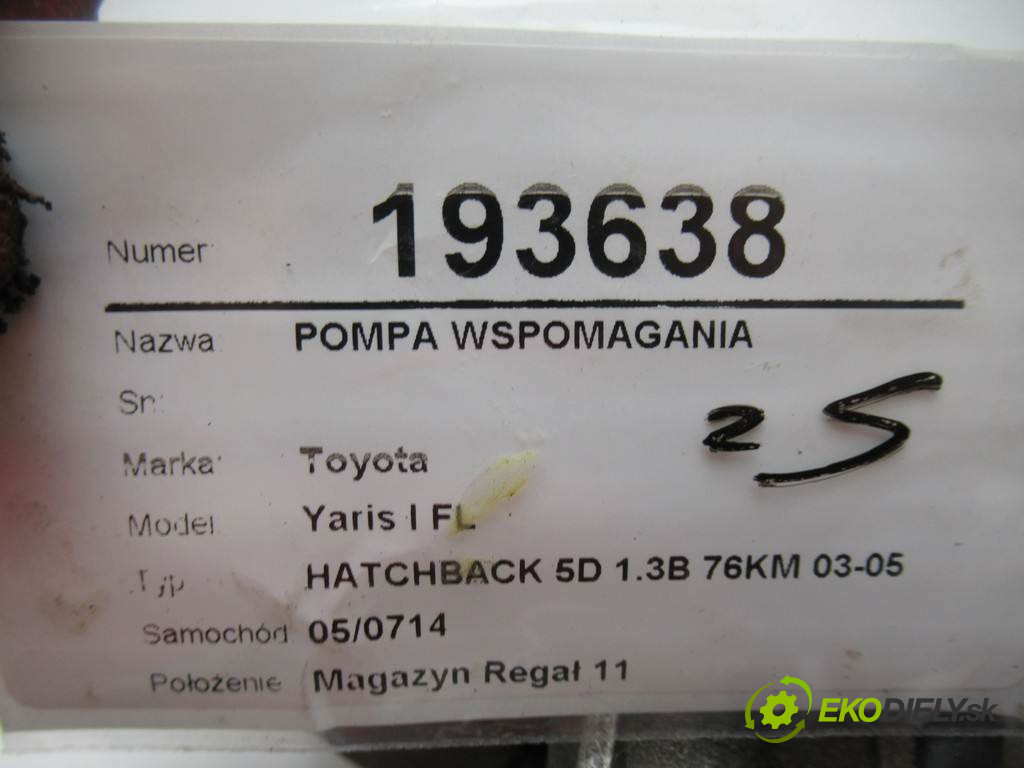 Numer: 193638
Nazwa POMPA WSPOMAGANIA
Sn:
25
Marka: Toyota
Model: Yaris I FL
Typ HATCHBACK 5D 1.3B 76KM 03-05
Samochód 05/0714
Położenie Magazyn Regał 11
EKODIELY.sk